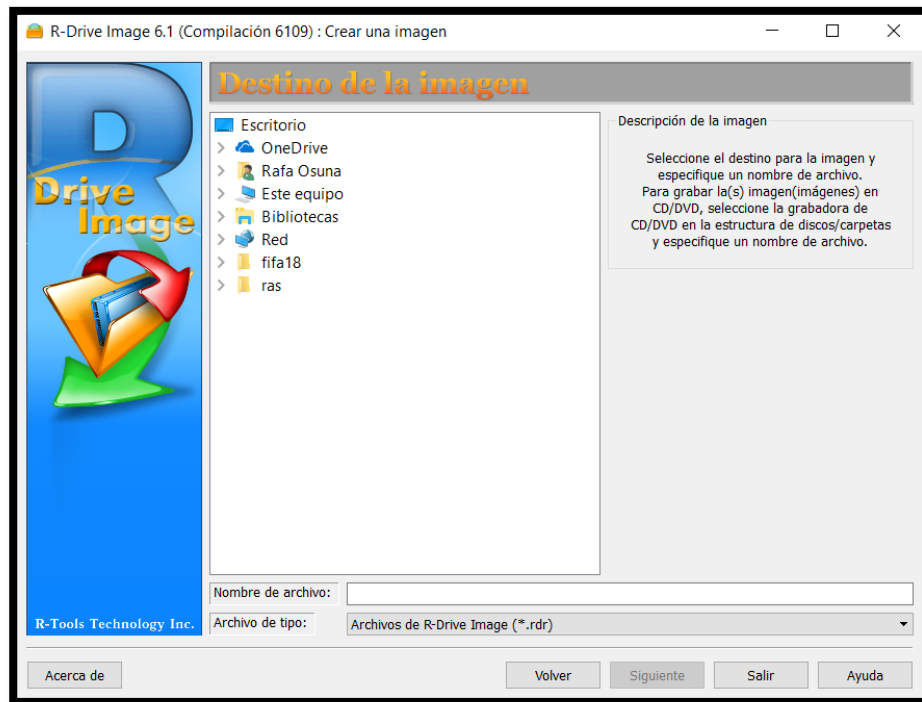 R-Drive Image 6.1 (Compilación 6109) : Crear una imagen
R
Drive
Image
R-Tools Technology Inc.
Destino de la imagen
Escritorio
OneDrive
Rafa Osuna
Este equipo
Bibliotecas
Red
fifa18
ras
Descripción de la imagen
Seleccione el destino para la imagen y
especifique un nombre de archivo.
Para grabar la(s) imagen(imágenes) en
CD/DVD, seleccione la grabadora de
CD/DVD en la estructura de discos/carpetas
y especifique un nombre de archivo.
Nombre de archivo:
Archivo de tipo:
Archivos de R-Drive Image (*.rdr)
Acerca de
Volver
Siguiente
Salir
Ayuda